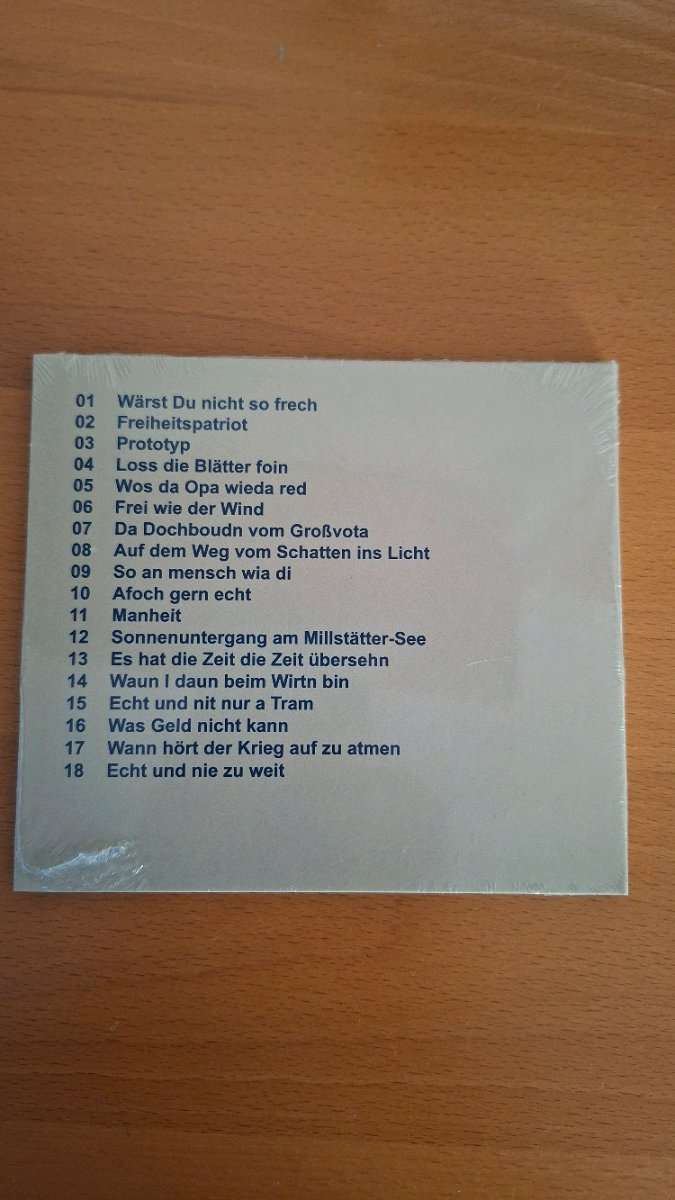 01 Wärst Du nicht so frech
02 Freiheitspatriot
03 Prototyp
04 Loss die Blätter foin
05 Wos da Opa wieda red
06 Frei wie der Wind
07 Da Dochboudn vom Großvota
08 Auf dem Weg vom Schatten ins Licht
09 So an mensch wia di
10 Afoch gern echt
11 Manheit
12 Sonnenuntergang am Millstätter-See
13 Es hat die Zeit die Zeit übersehn
14 Waun I daun beim Wirtn bin
15 Echt und nit nur a Tram
16 Was Geld nicht kann
17 Wann hört der Krieg auf zu atmen
18 Echt und nie zu weit